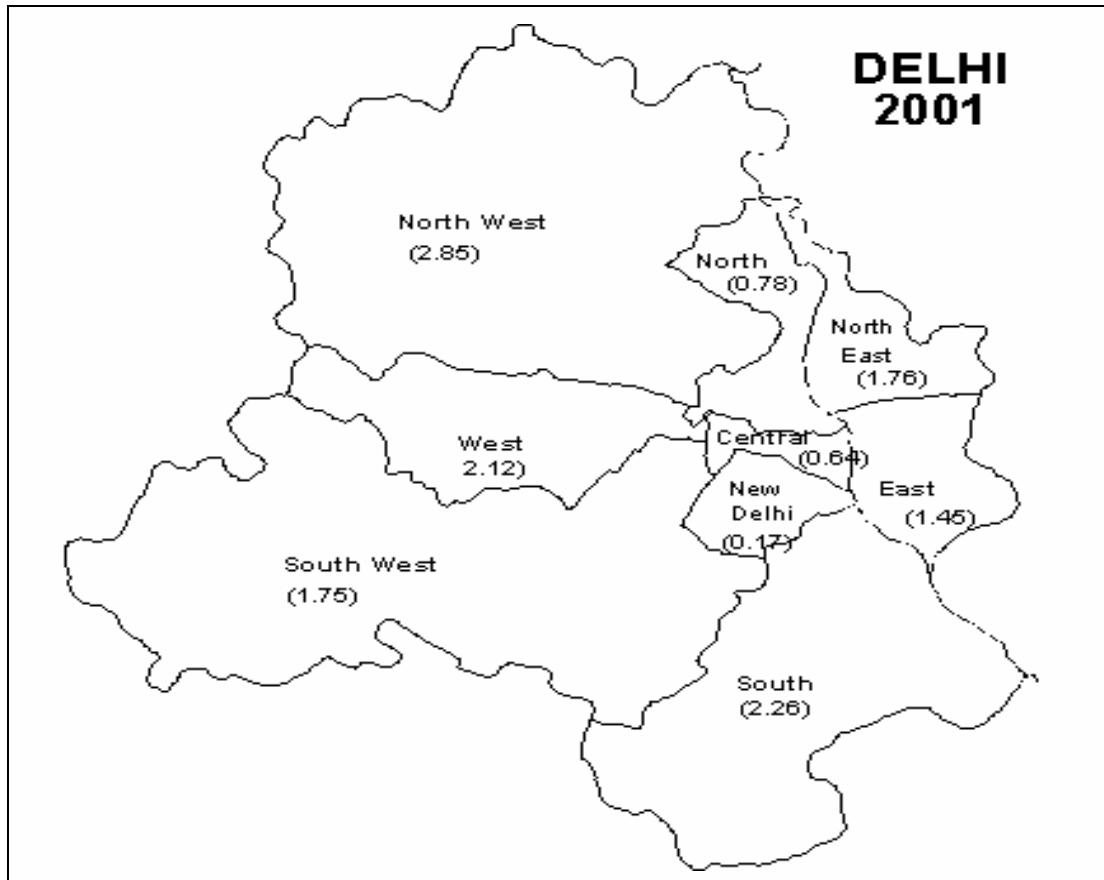 DELHI
2001
North West
(2.85)
North
(0.78)
North
East
(1.76)
West
2.12)
Central
(0.64)
New
Delhi
(0.17)
East
(1.45)
South West
(1.75)
South
(2.26)